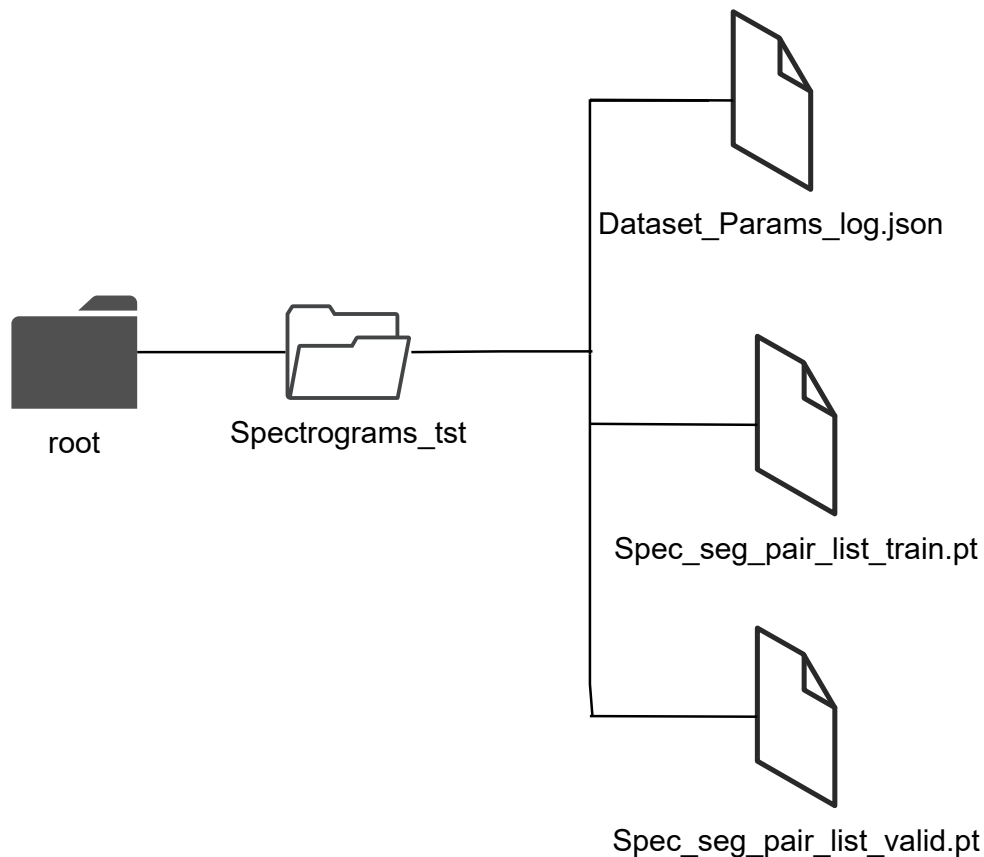 root
Spectrograms_tst
Dataset_Params_log.json
Spec_seg_pair_list_train.pt
Spec_seg_pair_list_valid.pt